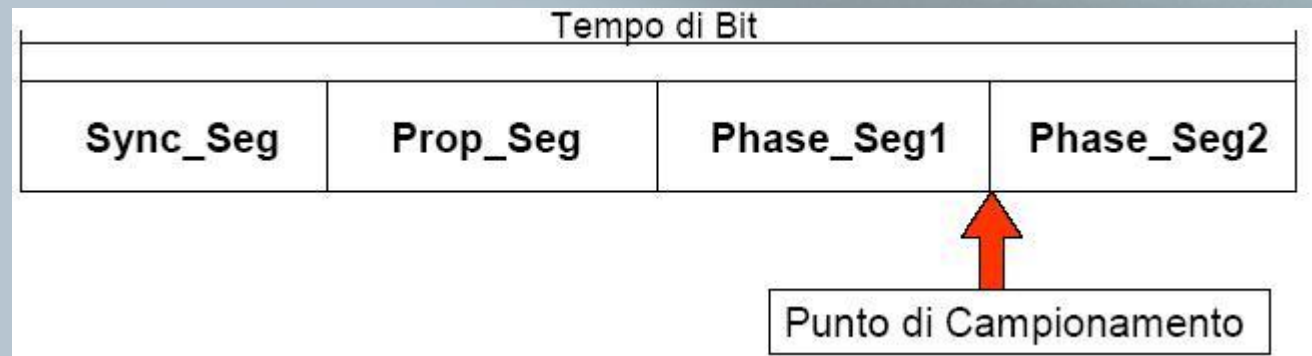 Tempo di Bit
Sync_Seg Prop_Seg Phase_Seg1 Phase_Seg2
Punto di Campionamento